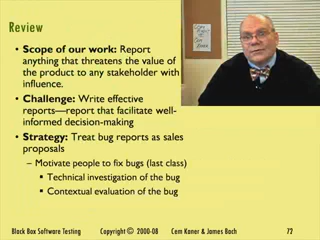 Review
• Scope of our work: Report
anything that threatens the value of
the product to any stakeholder with
influence.
• Challenge: Write effective
reports—report that facilitate well-
informed decision-making
• Strategy: Treat bug reports as sales
proposals
– Motivate people to fix bugs (last class)
▪ Technical investigation of the bug
▪ Contextual evaluation of the bug
Black Box Software Testing Copyright © 2000-08 Cem Kaner & James Bach 72